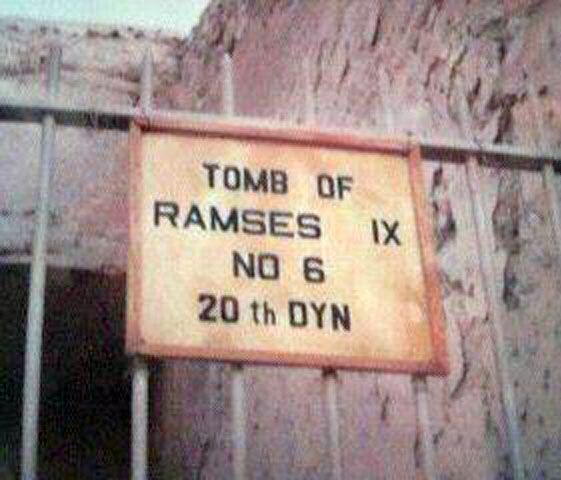 TOMB OF
RAMSES IX
NO 6
20 th DYN